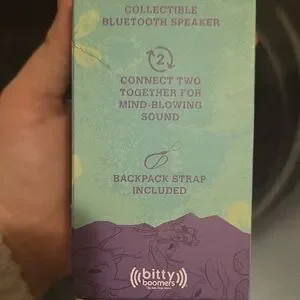 COLLECTIBLE
BLUETOOTH SPEAKER
2
CONNECT TWO
TOGETHER FOR
MIND-BLOWING
SOUND
BACKPACK STRAP
INCLUDED
bitty
boomers